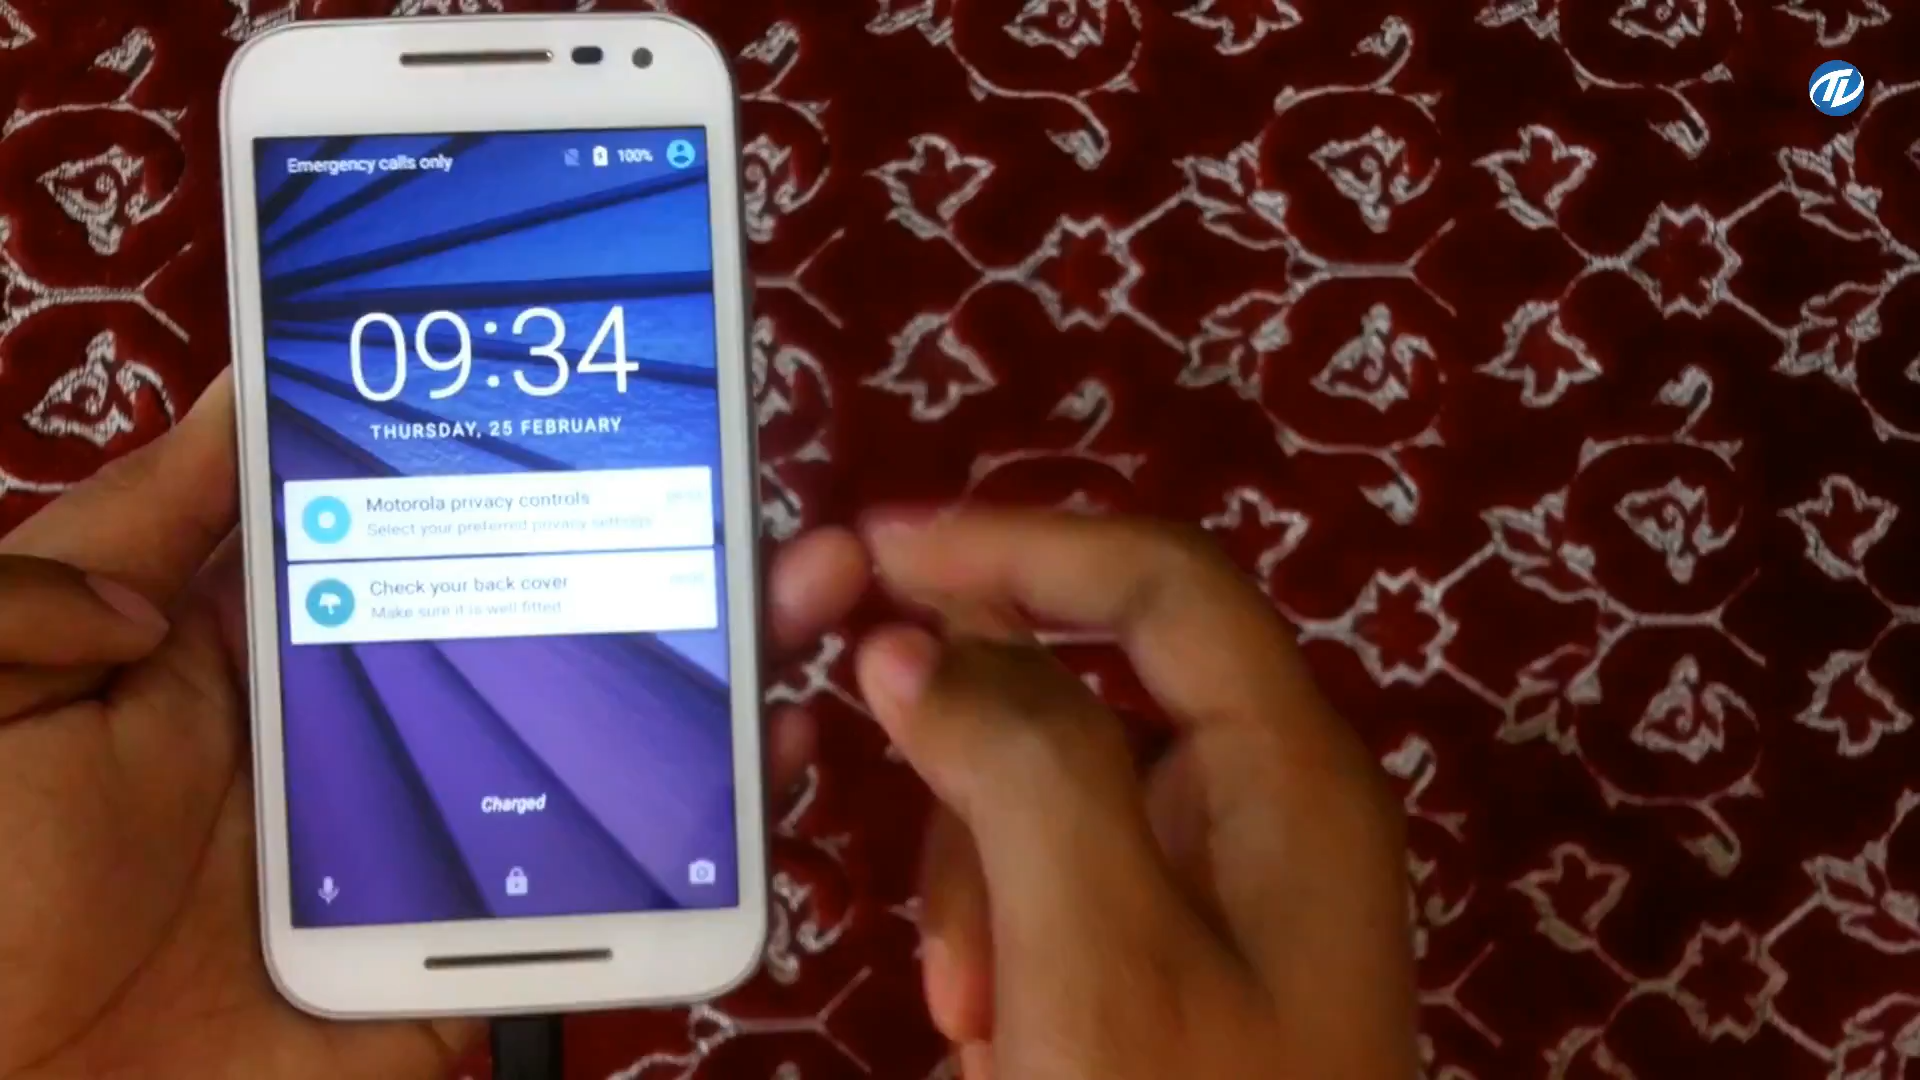 Emergency calls only 100%
09:34
THURSDAY, 25 FEBRUARY
Motorola privacy controls
Select your preferred privacy settings
Check your back cover
Make sure it is well fitted
Charged